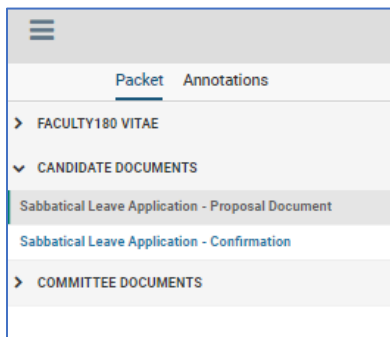 Packet Annotations
FACULTY180 VITAE
CANDIDATE DOCUMENTS
Sabbatical Leave Application - Proposal Document
Sabbatical Leave Application - Confirmation
COMMITTEE DOCUMENTS